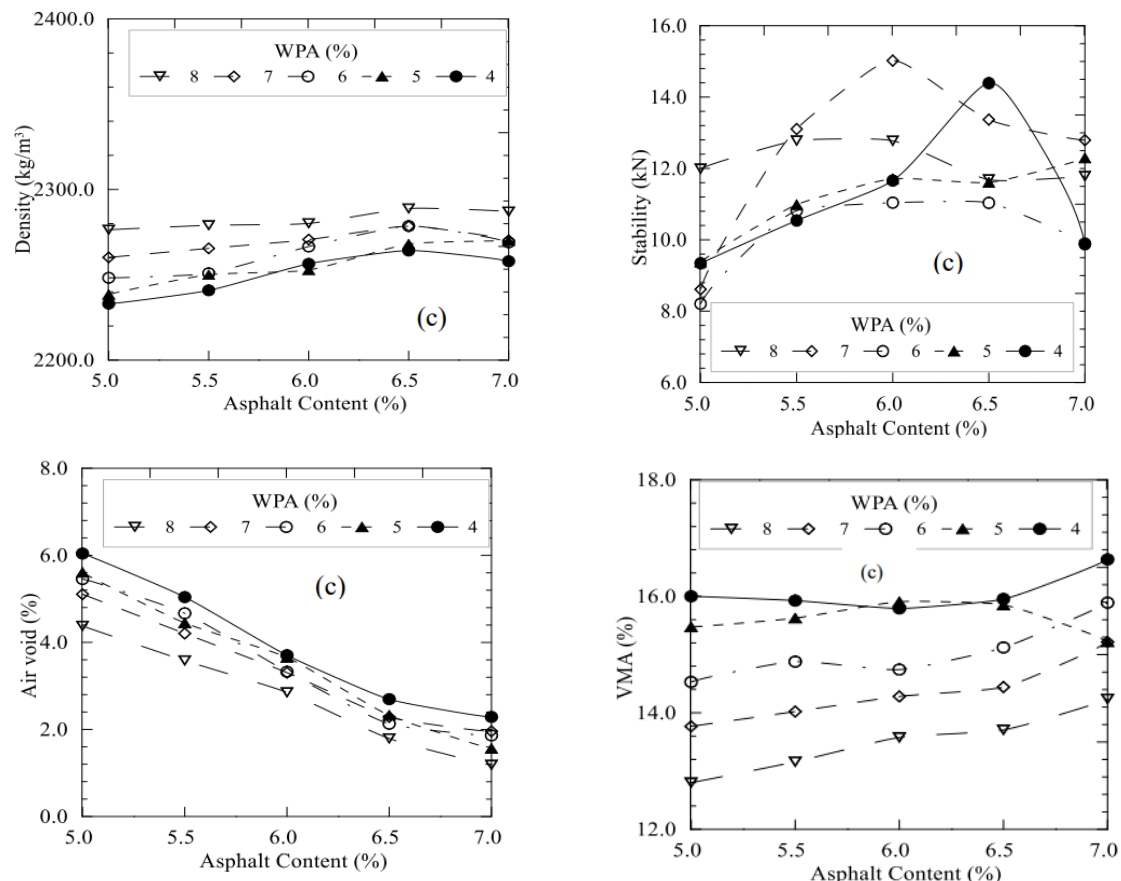 2400.0
WPA (%)
8 7 6 5 4
2300.0
2200.0
Density (kg/m³)
(c)
5.0 5.5 6.0 6.5 7.0
Asphalt Content (%)
16.0
14.0
12.0
10.0
8.0
6.0
Stability (kN)
(c)
WPA (%)
8 7 6 5 4
5.0 5.5 6.0 6.5 7.0
Asphalt Content (%)
8.0
WPA (%)
8 7 6 5 4
6.0
4.0
2.0
0.0
Air void (%)
(c)
5.0 5.5 6.0 6.5 7.0
Asphalt Content (%)
18.0
WPA (%)
8 7 6 5 4
(c)
16.0
14.0
12.0
VMA (%)
5.0 5.5 6.0 6.5 7.0
Asphalt Content (%)